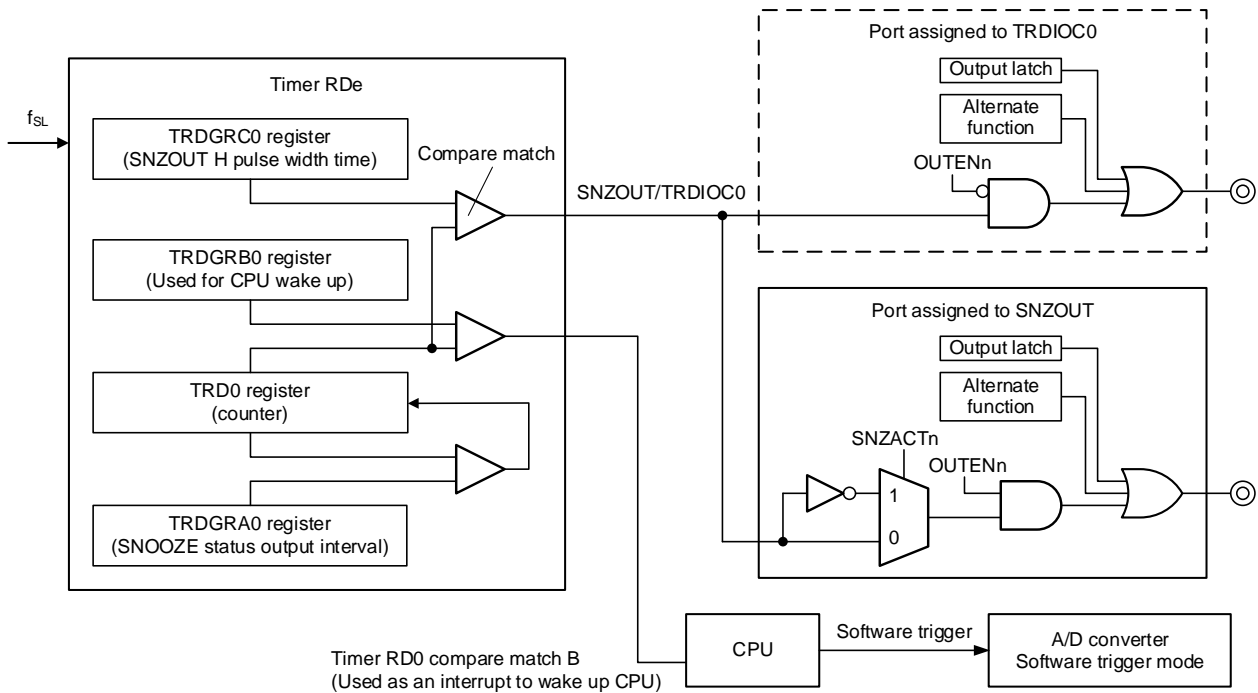 Port assigned to TRDIOC0
Output latch
Alternate
function
OUTENn
Timer RDe
fSL
TRDGRC0 register
(SNZOUT H pulse width time)
Compare match
SNZOUT/TRDIOC0
TRDGRB0 register
(Used for CPU wake up)
TRD0 register
(counter)
TRDGRA0 register
(SNOOZE status output interval)
Port assigned to SNZOUT
Output latch
Alternate
function
SNZACTn
OUTENn
1
0
Timer RD0 compare match B
(Used as an interrupt to wake up CPU)
CPU
Software trigger
A/D converter
Software trigger mode